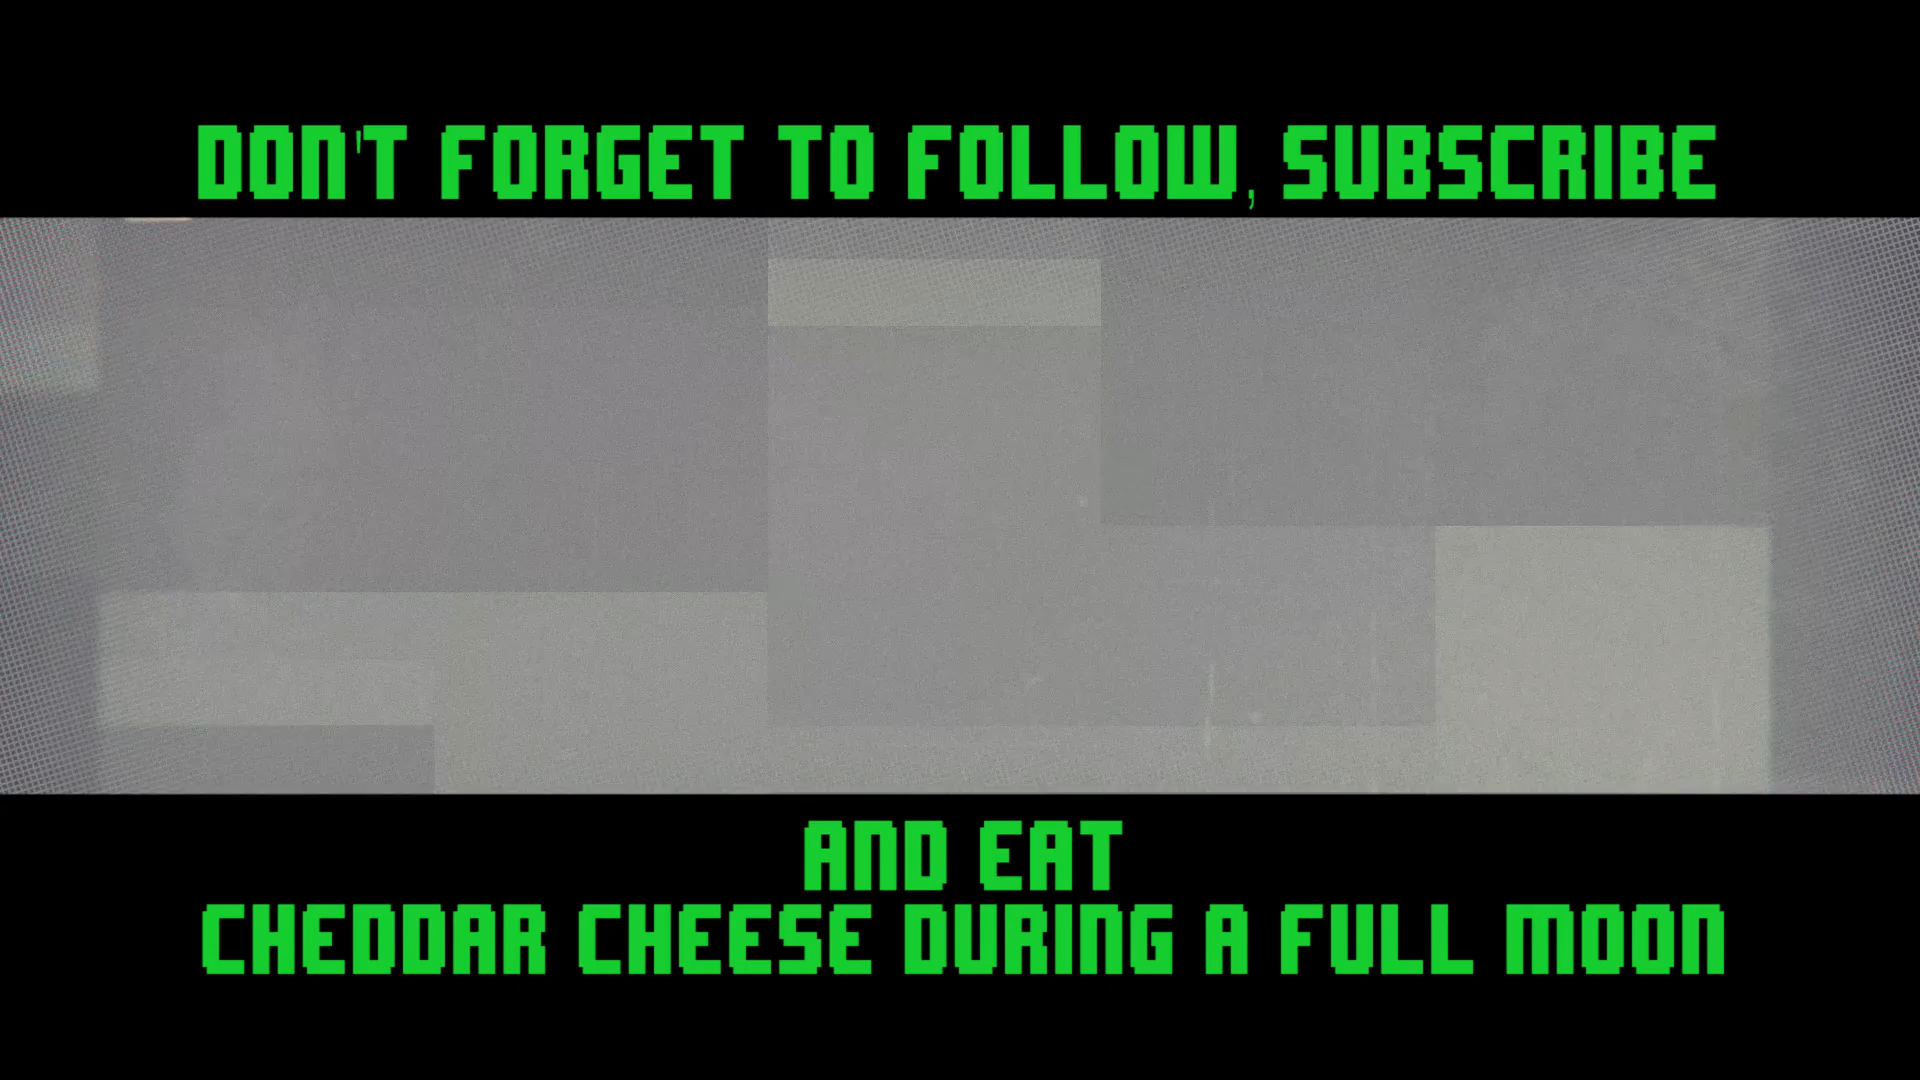 DON'T FORGET TO FOLLOW, SUBSCRIBE
AND EAT
CHEDDAR CHEESE DURING A FULL MOON